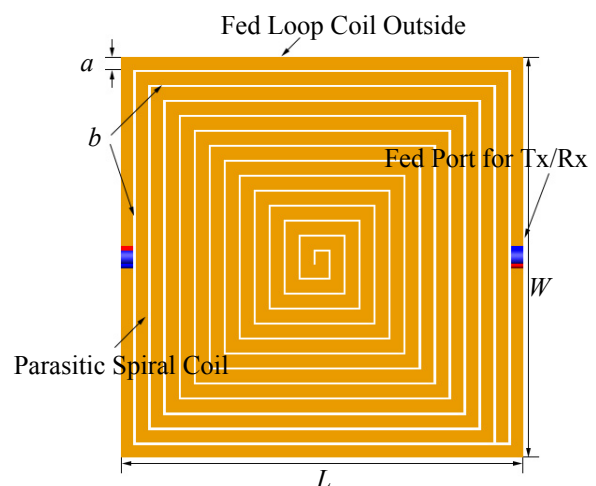 Fed Loop Coil Outside
a
b
Fed Port for Tx/Rx
W
Parasitic Spiral Coil
L